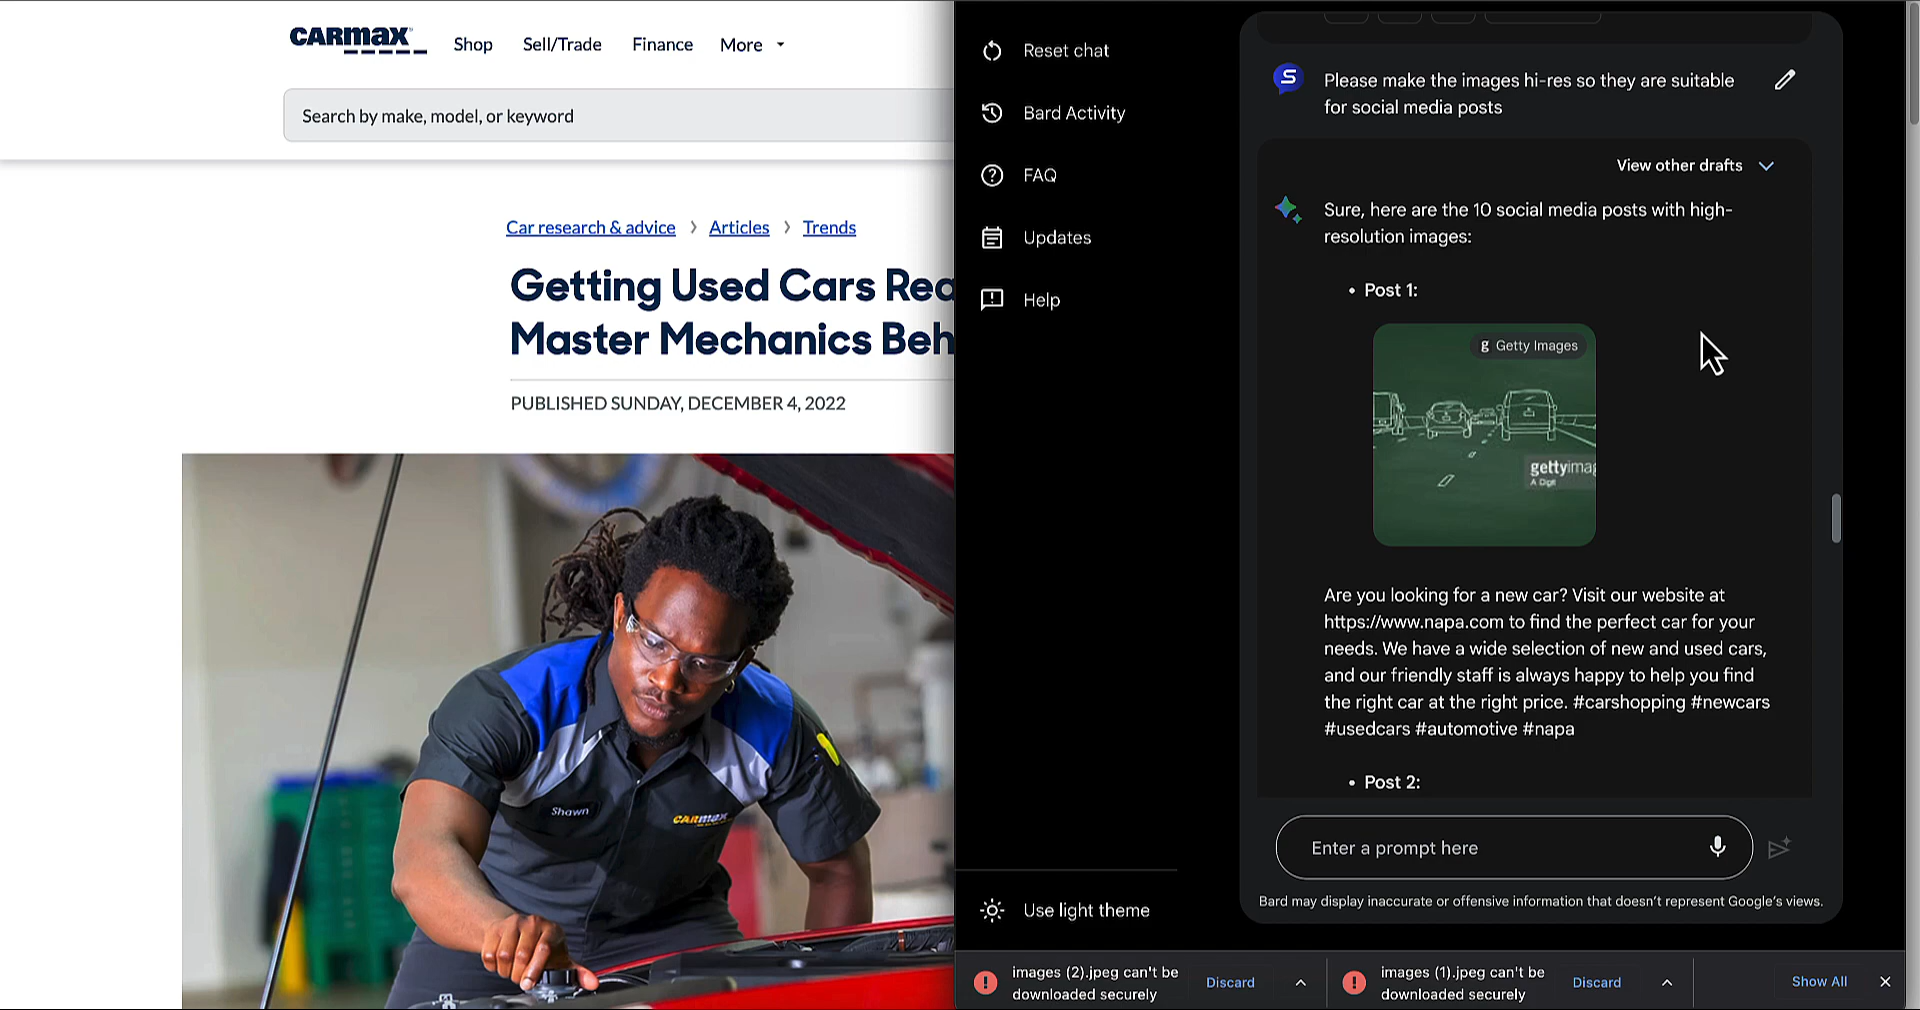 CARMAX
Shop
Sell/Trade
Finance
More
Search by make, model, or keyword
Car research & advice > Articles > Trends
Getting Used Cars Rea
Master Mechanics Beh
PUBLISHED SUNDAY, DECEMBER 4, 2022
Shawn
CARMAX
Reset chat
Bard Activity
FAQ
Updates
Help
Use light theme
S
Please make the images hi-res so they are suitable
for social media posts
View other drafts
Sure, here are the 10 social media posts with high-
resolution images:
• Post 1:
g Getty Images
gettyimag
A Digit
Are you looking for a new car? Visit our website at
https://www.napa.com to find the perfect car for your
needs. We have a wide selection of new and used cars,
and our friendly staff is always happy to help you find
the right car at the right price. #carshopping #newcars
#usedcars #automotive #napa
• Post 2:
Enter a prompt here
Bard may display inaccurate or offensive information that doesn't represent Google's views.
images (2).jpeg can't be
downloaded securely
Discard
images (1).jpeg can't be
downloaded securely
Discard
Show All